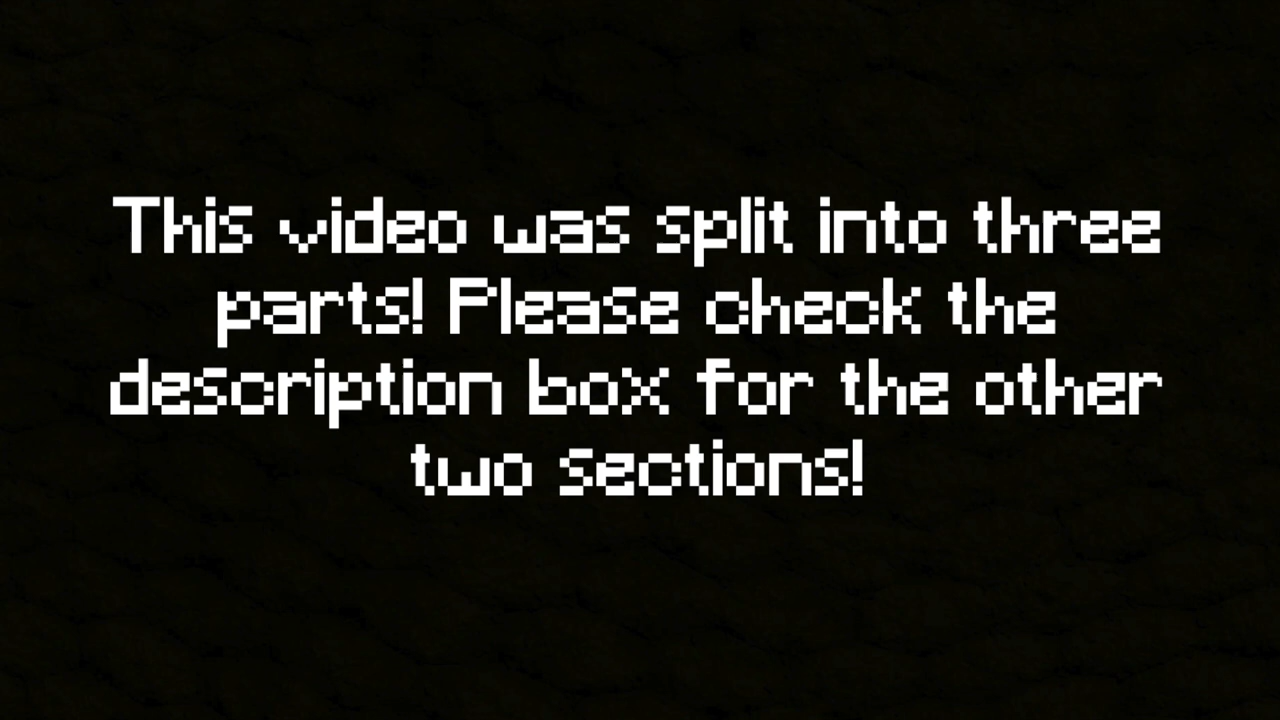 This video was split into three
parts! Please check the
description box for the other
two sections!